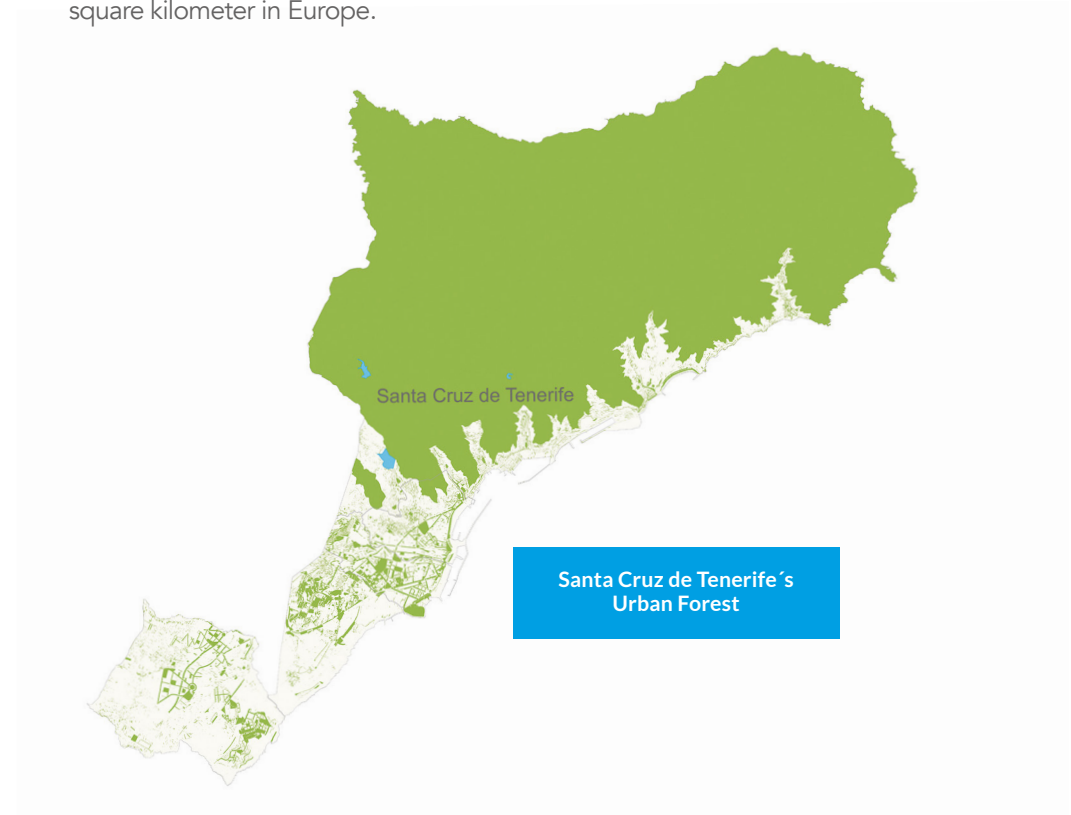 square kilometer in Europe.
Santa Cruz de Tenerife
Santa Cruz de Tenerife´s
Urban Forest